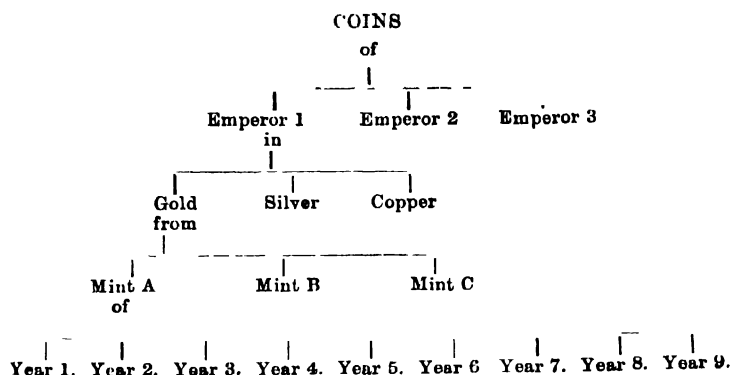 COINS
of
Emperor 1 Emperor 2 Emperor 3
in
Gold Silver Copper
from
Mint A Mint B Mint C
of
Year 1. Year 2. Year 3. Year 4. Year 5. Year 6 Year 7. Year 8. Year 9.